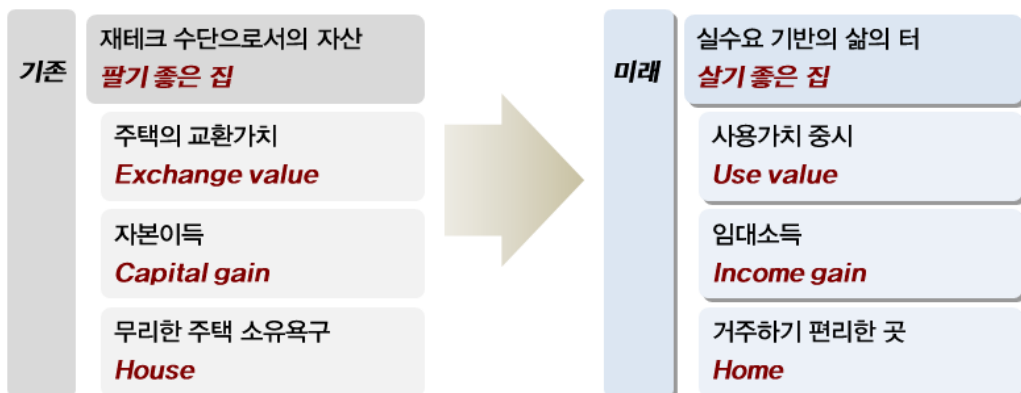 기존
재테크 수단으로서의 자산
팔기 좋은 집
주택의 교환가치
Exchange value
자본이득
Capital gain
무리한 주택 소유욕구
House
미래
실수요 기반의 삶의 터
살기 좋은 집
사용가치 중시
Use value
임대소득
Income gain
거주하기 편리한 곳
Home